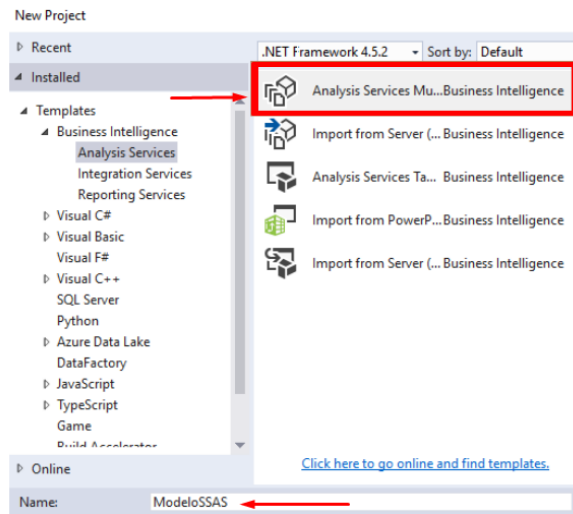 New Project
Recent
.NET Framework 4.5.2 Sort by: Default
Installed
Analysis Services Mu...Business Intelligence
Templates
Business Intelligence
Import from Server (... Business Intelligence
Analysis Services
Integration Services
Analysis Services Ta... Business Intelligence
Reporting Services
Visual C#
Import from PowerP...Business Intelligence
Visual Basic
Visual F#
Import from Server (... Business Intelligence
Visual C++
SQL Server
Python
Azure Data Lake
DataFactory
JavaScript
TypeScript
Game
Build Accelerator
Online
Click here to go online and find templates.
Name: ModeloSSAS